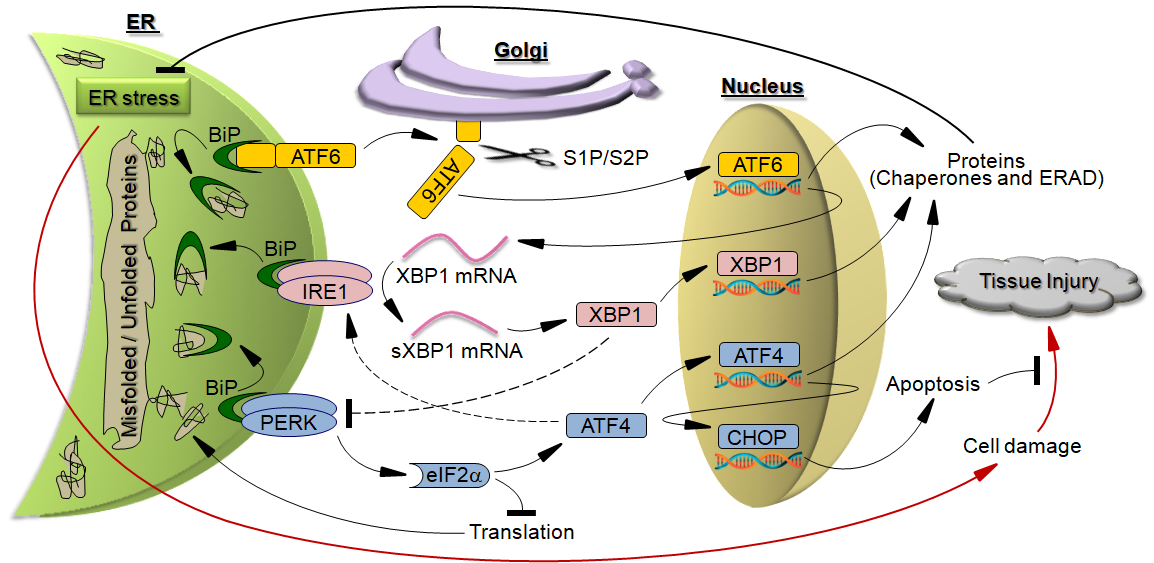 ER
Golgi
Nucleus
ER stress
BiP
ATF6
ATF6
S1P/S2P
ATF6
Proteins
(Chaperones and ERAD)
Misfolded / Unfolded Proteins
BiP
IRE1
XBP1 mRNA
XBP1
Tissue Injury
XBP1
sXBP1 mRNA
ATF4
BiP
PERK
Apoptosis
ATF4
CHOP
Cell damage
eIF2α
Translation